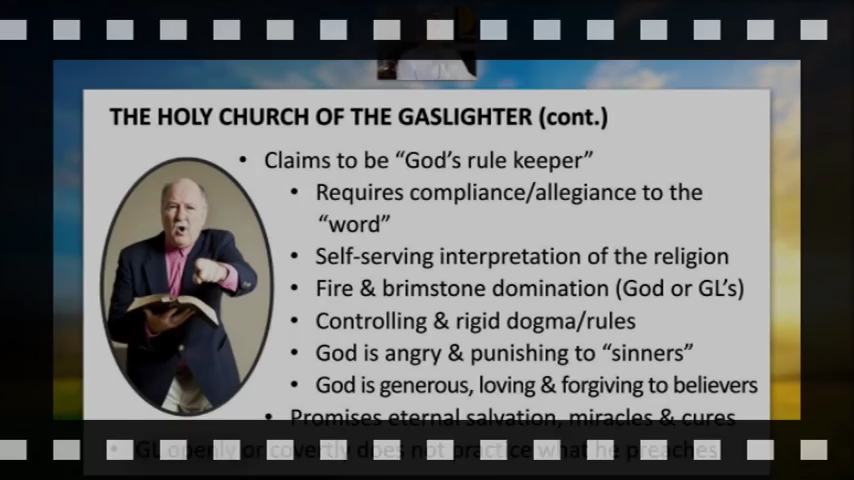 THE HOLY CHURCH OF THE GASLIGHTER (cont.)
• Claims to be “God’s rule keeper”
• Requires compliance/allegiance to the
“word”
• Self-serving interpretation of the religion
• Fire & brimstone domination (God or GL’s)
• Controlling & rigid dogma/rules
• God is angry & punishing to “sinners”
• God is generous, loving & forgiving to believers
• Promises eternal salvation, miracles & cures
• GL openly or covertly does not practice what he preaches